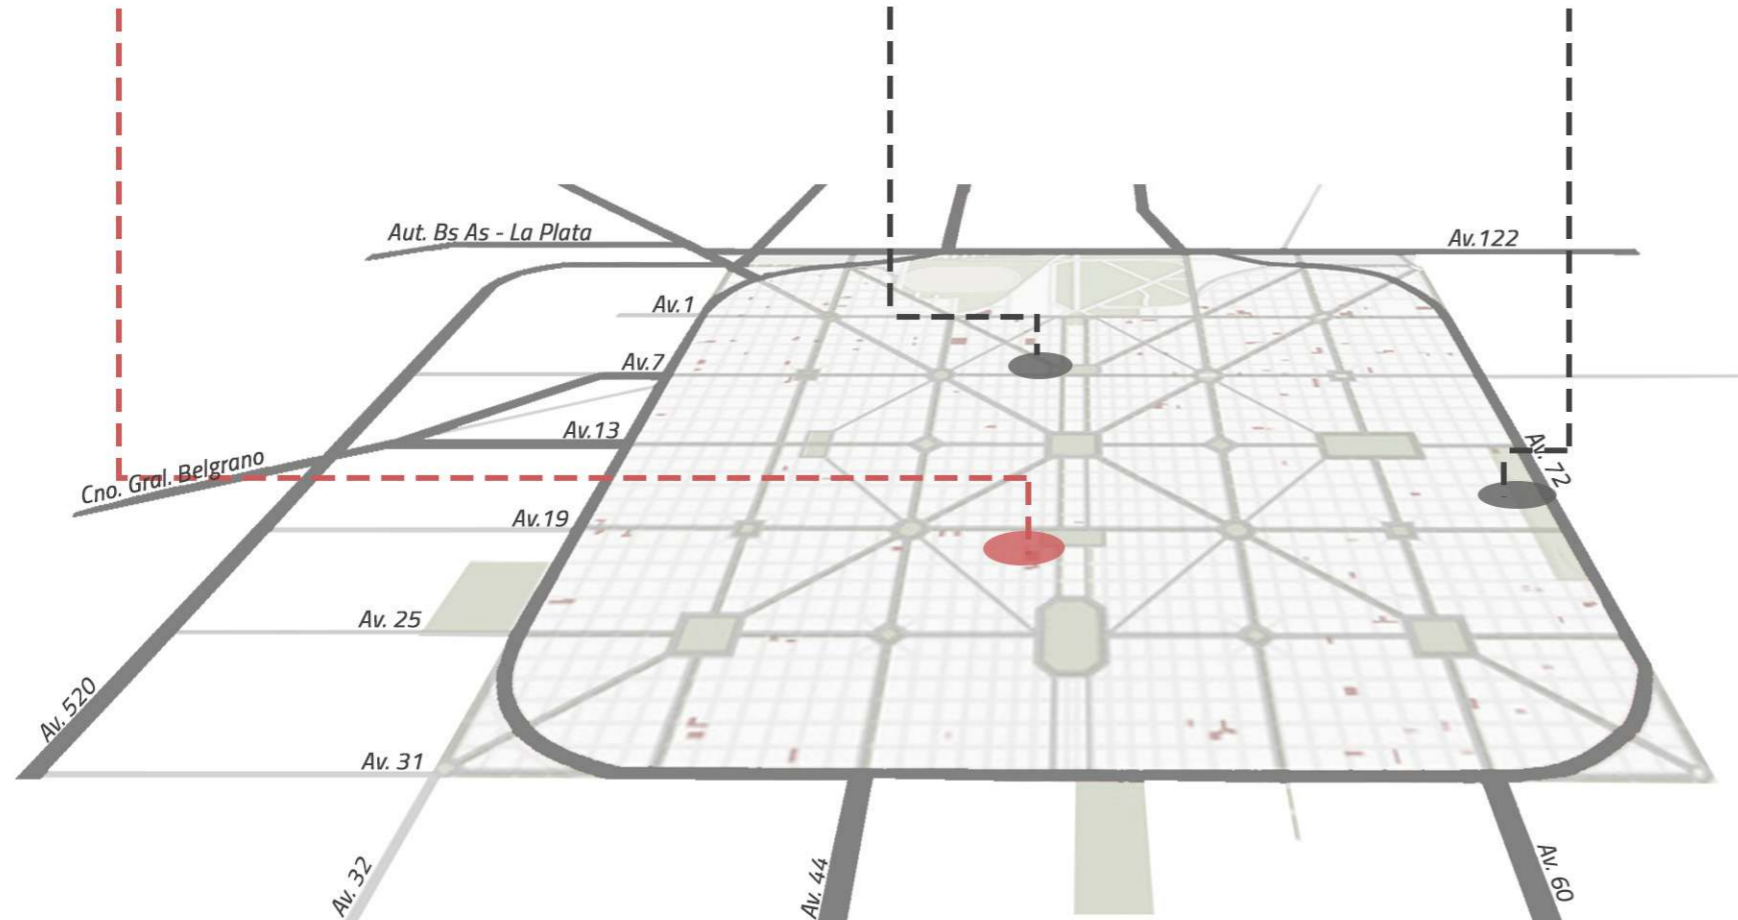 Aut. Bs As - La Plata
Av.122
Av.1
Av.7
Av.13
Av. 72
Cno. Gral. Belgrano
Av.19
Av. 25
Av. 520
Av. 31
Av. 32
Av. 44
Av. 60